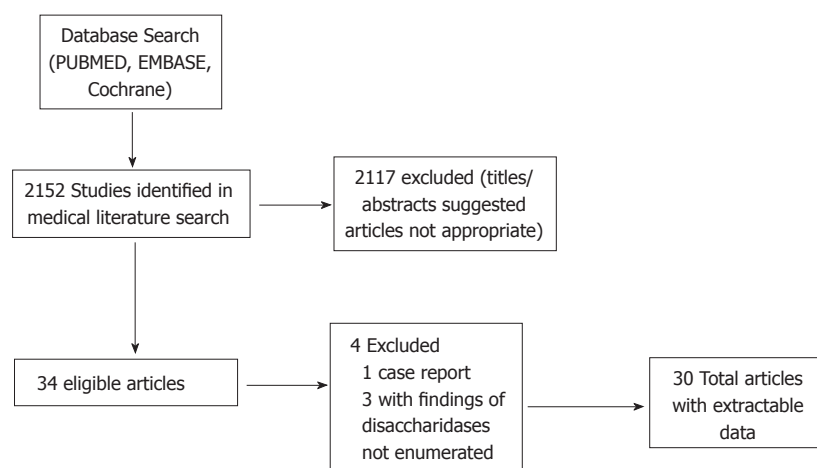 Database Search
(PUBMED, EMBASE,
Cochrane)
2152 Studies identified in
medical literature search
2117 excluded (titles/
abstracts suggested
articles not appropriate)
34 eligible articles
4 Excluded
1 case report
3 with findings of
disaccharidases
not enumerated
30 Total articles
with extractable
data